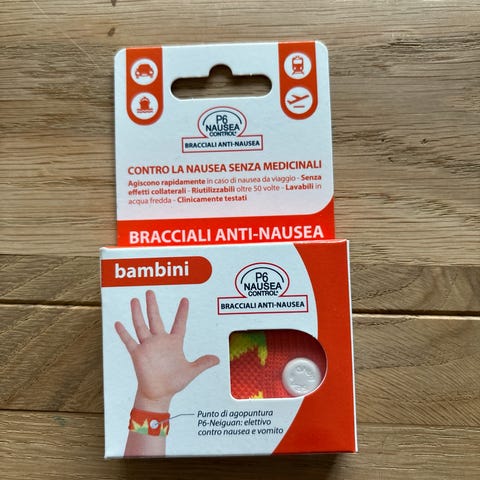 P6
NAUSEA
CONTROL®
BRACCIALI ANTI-NAUSEA
CONTRO LA NAUSEA SENZA MEDICINALI
Agiscono rapidamente in caso di nausea da viaggio - Senza
effetti collaterali - Riutilizzabili oltre 50 volte - Lavabili in
acqua fredda - Clinicamente testati
BRACCIALI ANTI-NAUSEA
bambini
P6
NAUSEA
CONTROL®
BRACCIALI ANTI-NAUSEA
Punto di agopuntura
P6-Neiguan: elettivo
contro nausea e vomito